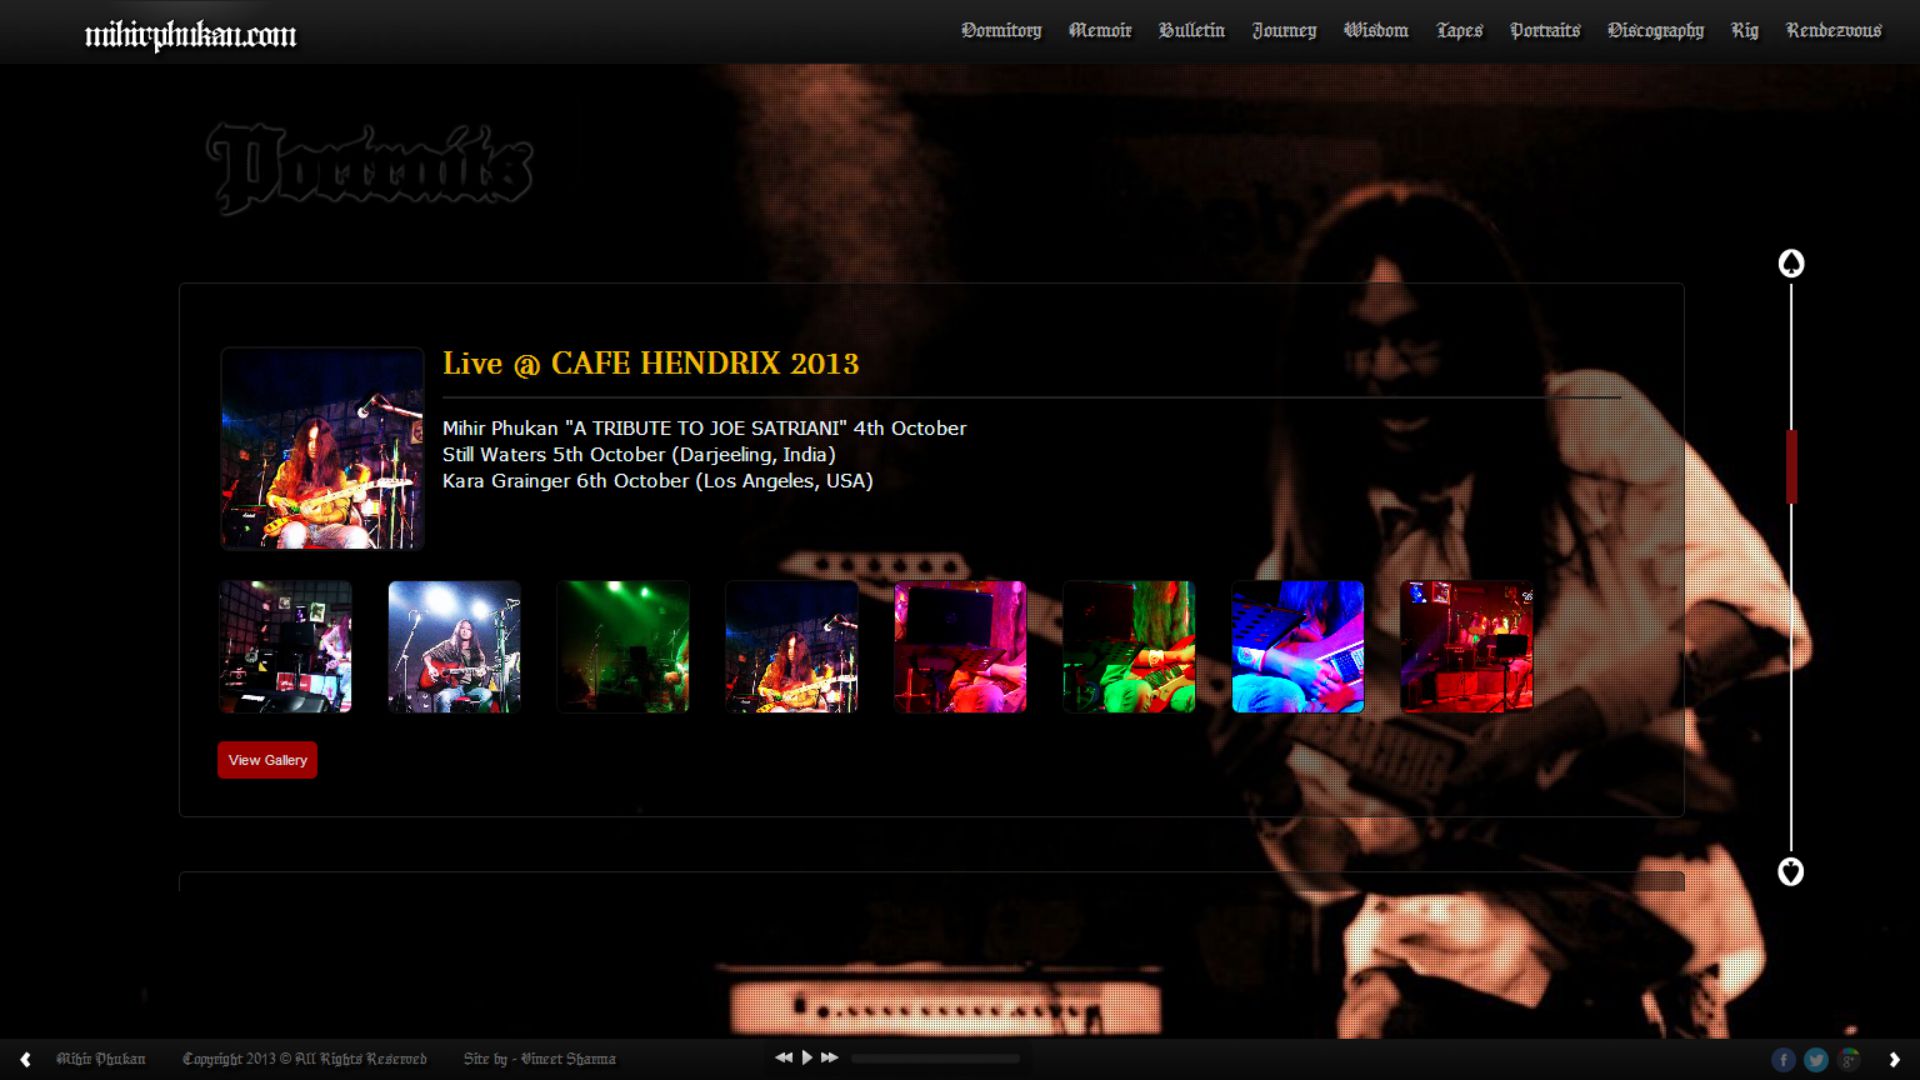 mihirphukan.com
Dormitory Memoir Bulletin Journey Wisdom Tapes Portraits Discography Rig Rendezvous
Portraits
Live @ CAFE HENDRIX 2013
Mihir Phukan "A TRIBUTE TO JOE SATRIANI" 4th October
Still Waters 5th October (Darjeeling, India)
Kara Grainger 6th October (Los Angeles, USA)
View Gallery
Mihir Phukan Copyright 2013 © All Rights Reserved Site by - Vineet Sharma